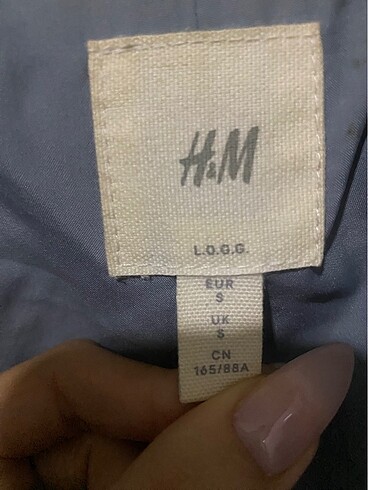 H&M
L.O.G.G.
EUR
S
UK
S
CN
165/88A